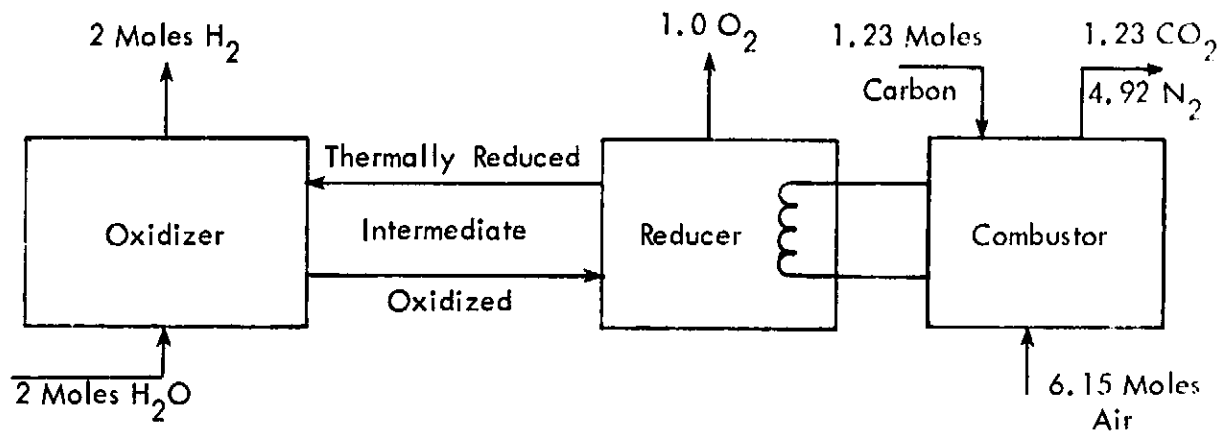 2 Moles H₂
1.0 O₂
1.23 Moles
Carbon
1.23 CO₂
4.92 N₂
Thermally Reduced
Oxidizer
Intermediate
Reducer
Combustor
Oxidized
2 Moles H₂O
6.15 Moles
Air